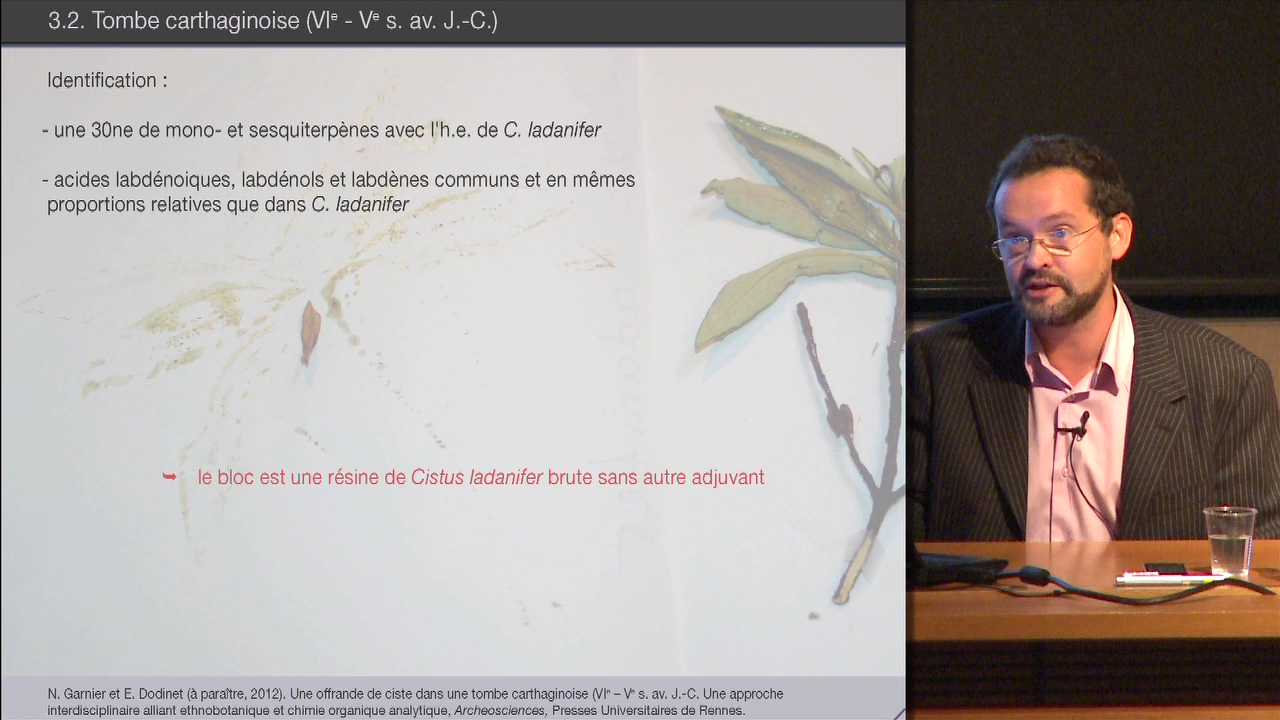 3.2. Tombe carthaginoise (VIᵉ - Vᵉ s. av. J.-C.)
Identification :
- une 30ne de mono- et sesquiterpènes avec l'h.e. de C. ladanifer
- acides labdénoiques, labdénols et labdènes communs et en mêmes
proportions relatives que dans C. ladanifer
➥ le bloc est une résine de Cistus ladanifer brute sans autre adjuvant
N. Garnier et E. Dodinet (à paraître, 2012). Une offrande de ciste dans une tombe carthaginoise (VIᵉ – Vᵉ s. av. J.-C. Une approche
interdisciplinaire alliant ethnobotanique et chimie organique analytique, Archeosciences, Presses Universitaires de Rennes.